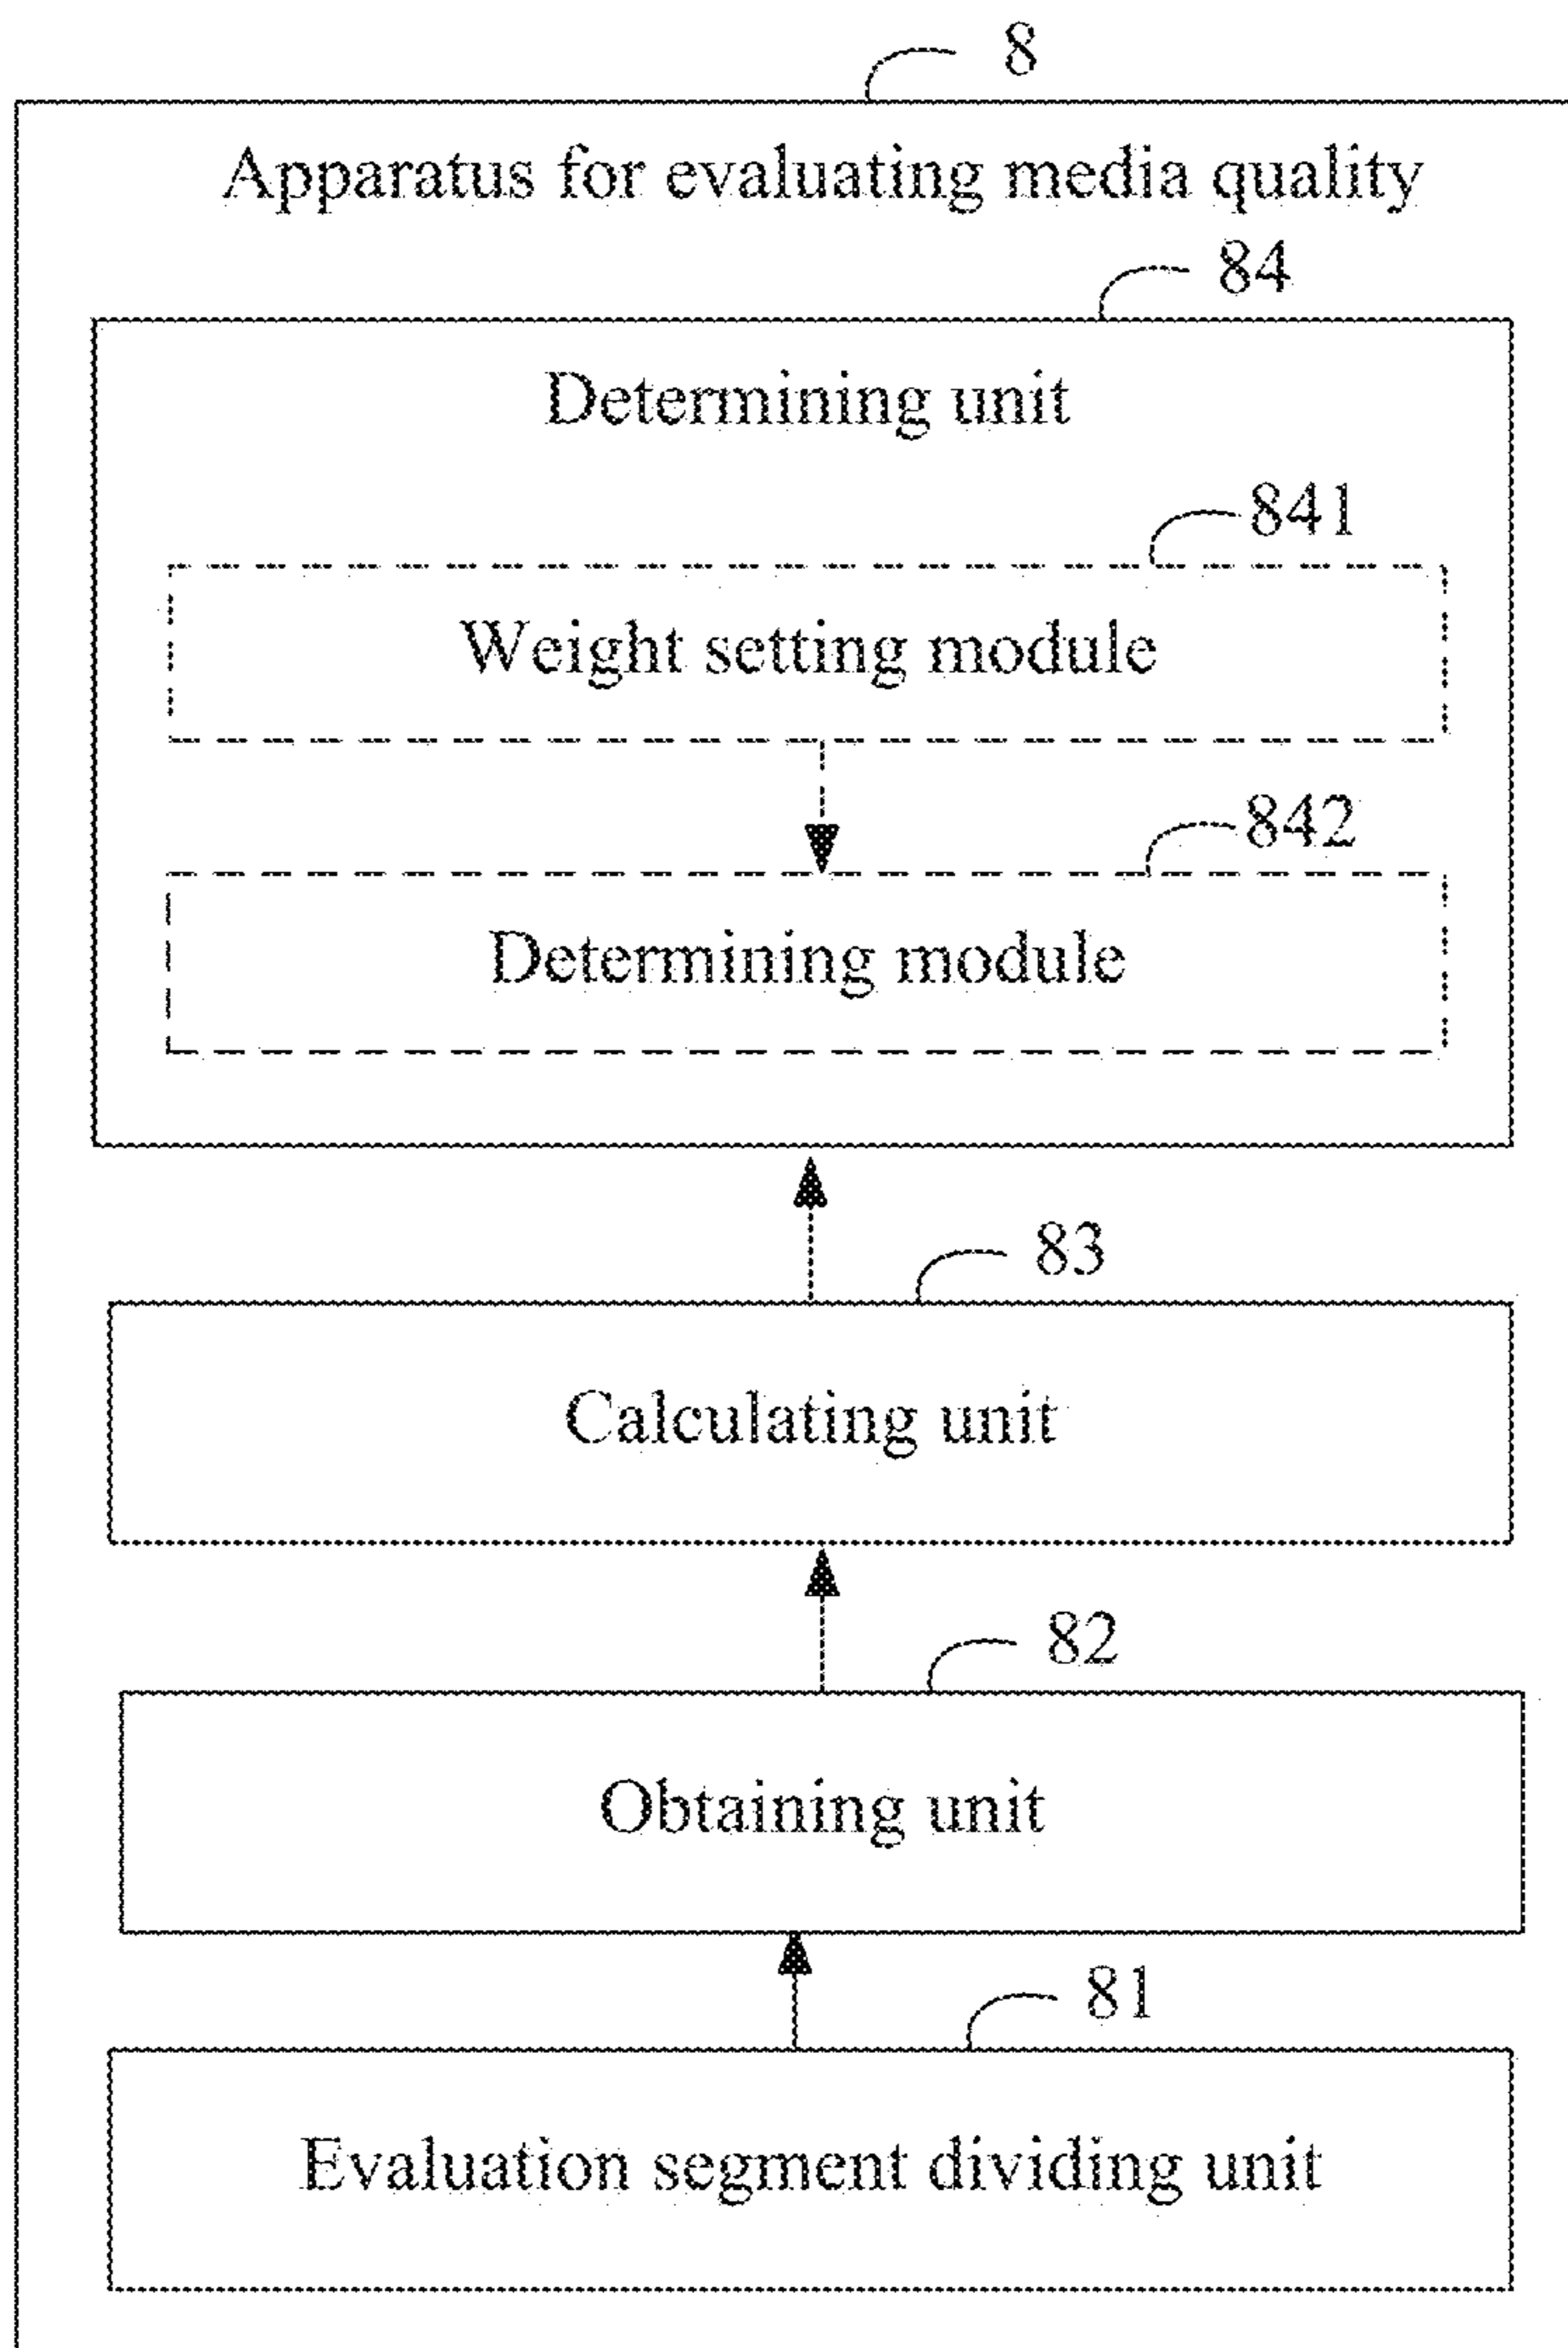 8
Apparatus for evaluating media quality
84
Determining unit
841
Weight setting module
842
Determining module
83
Calculating unit
82
Obtaining unit
81
Evaluation segment dividing unit